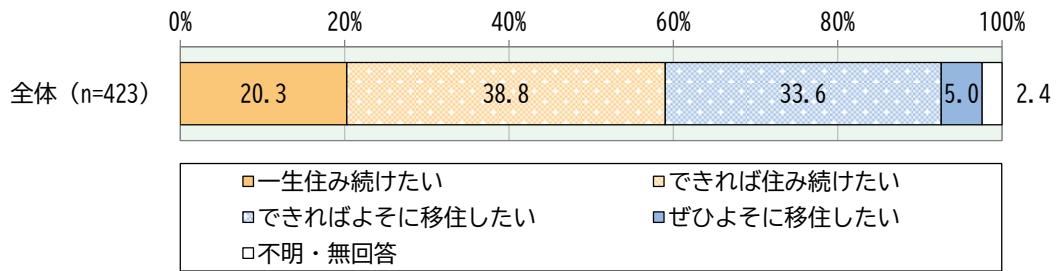 0% 20% 40% 60% 80% 100%
全体（n=423） 20.3 38.8 33.6 5.0 2.4
一生住み続けたい できれば住み続けたい
できればよそに移住したい ぜひよそに移住したい
不明・無回答